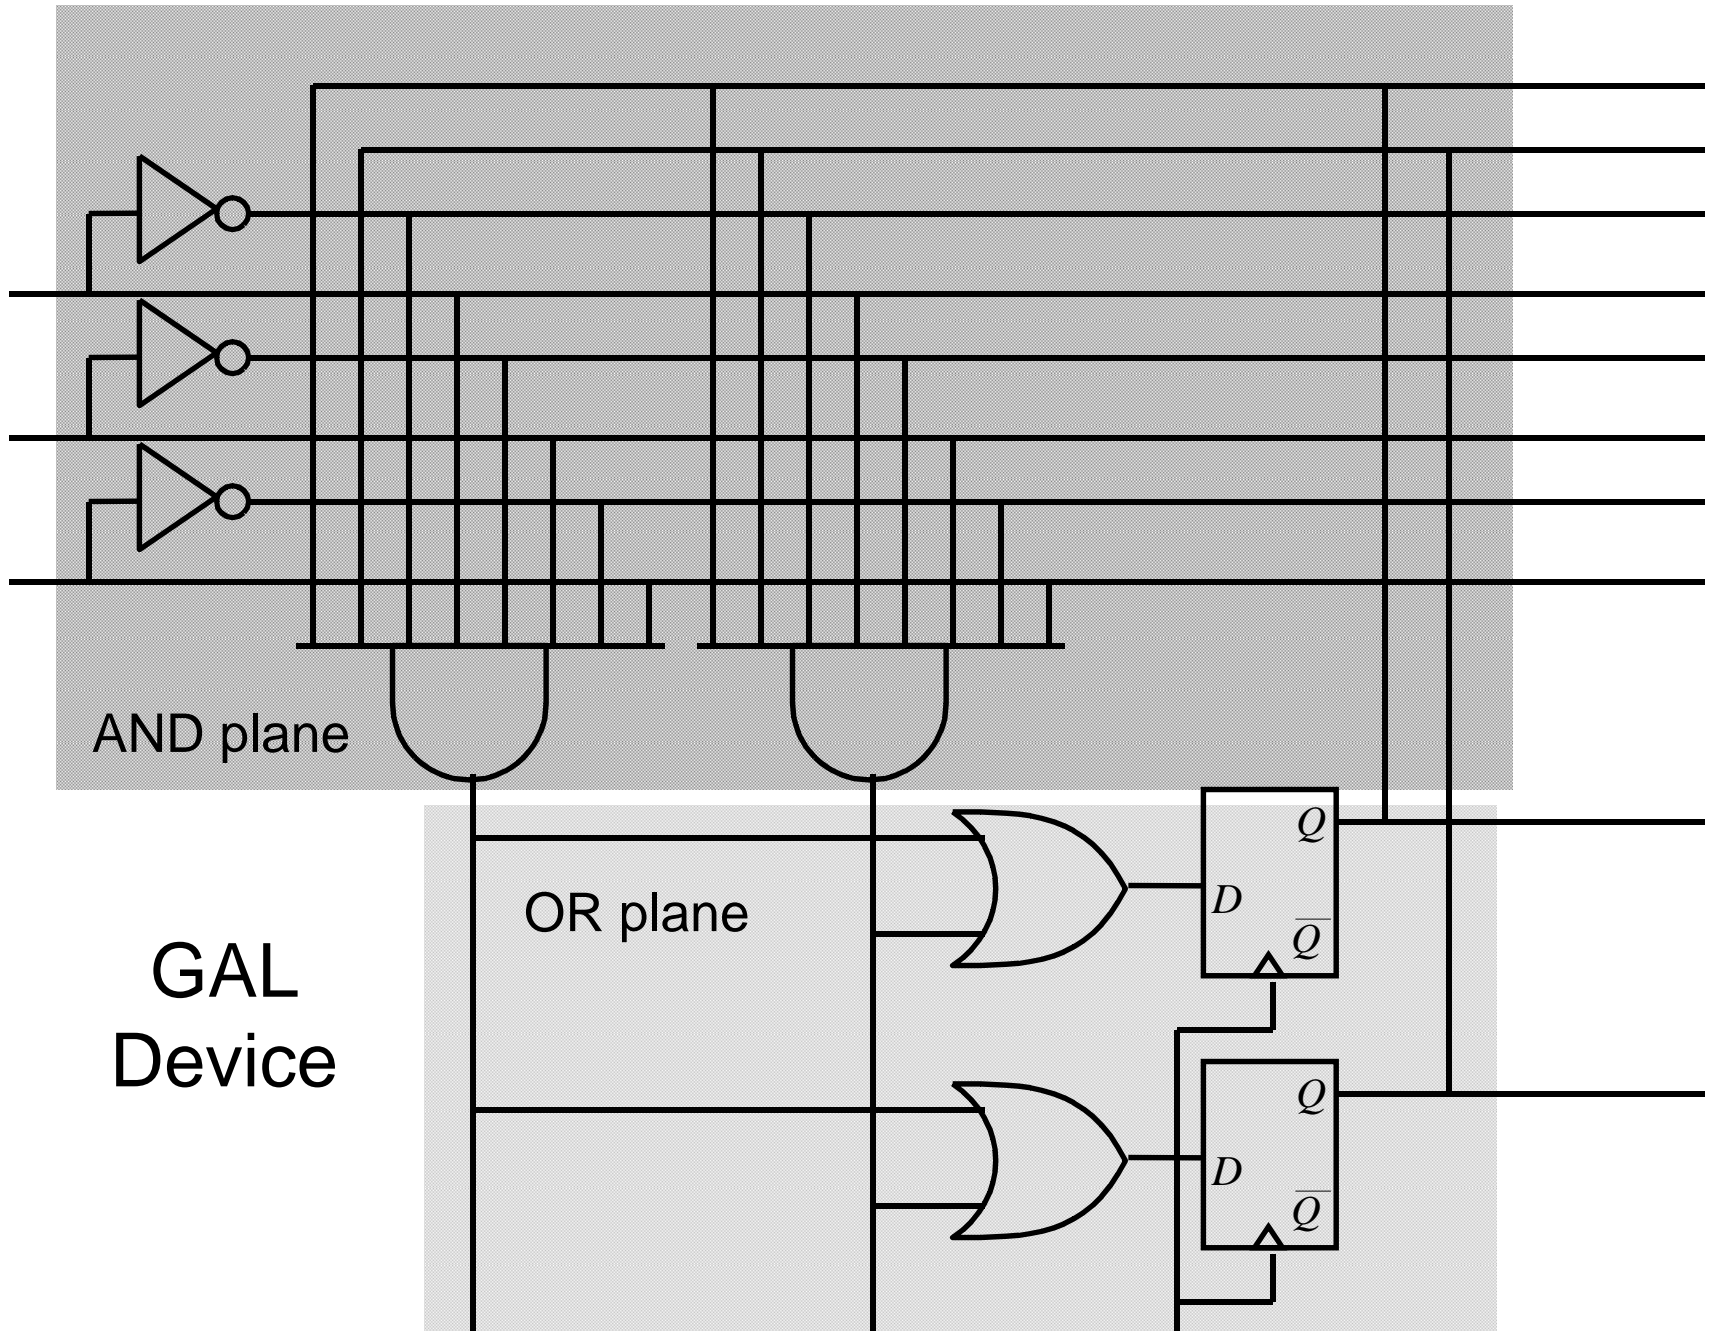 AND plane
OR plane
GAL
Device
Q
D
Q̅
Q
D
Q̅